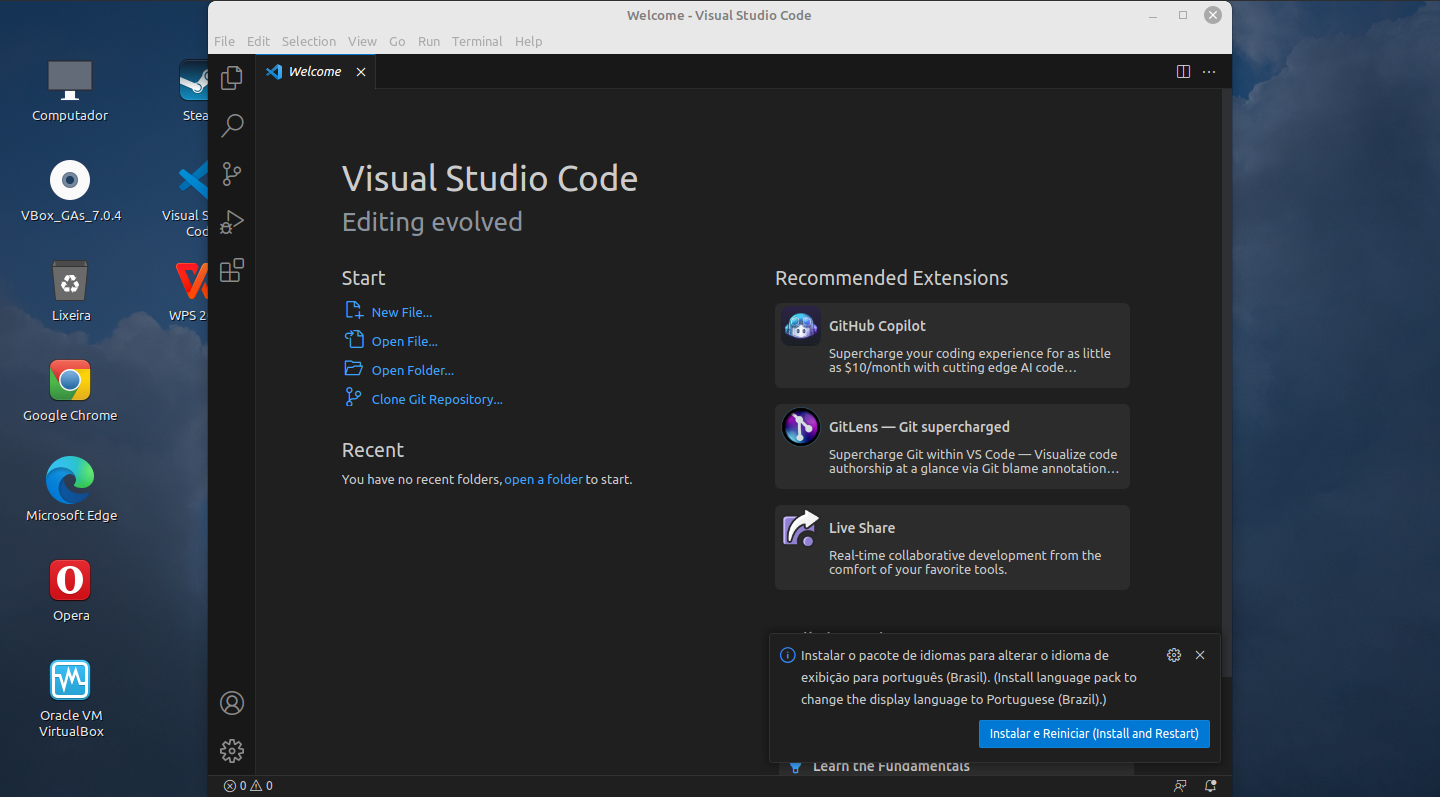 Welcome - Visual Studio Code
File Edit Selection View Go Run Terminal Help
Welcome
Computador
VBox_GAs_7.0.4
Lixeira
Google Chrome
Microsoft Edge
Opera
Oracle VM
VirtualBox
Stea
Visual S
Cod
WPS 2
Visual Studio Code
Editing evolved
Start
New File...
Open File...
Open Folder...
Clone Git Repository...
Recent
You have no recent folders, open a folder to start.
Recommended Extensions
GitHub Copilot
Supercharge your coding experience for as little
as $10/month with cutting edge AI code…
GitLens — Git supercharged
Supercharge Git within VS Code — Visualize code
authorship at a glance via Git blame annotation…
Live Share
Real-time collaborative development from the
comfort of your favorite tools.
Instalar o pacote de idiomas para alterar o idioma de
exibição para português (Brasil). (Install language pack to
change the display language to Portuguese (Brazil).)
Instalar e Reiniciar (Install and Restart)
Learn the Fundamentals
0 0